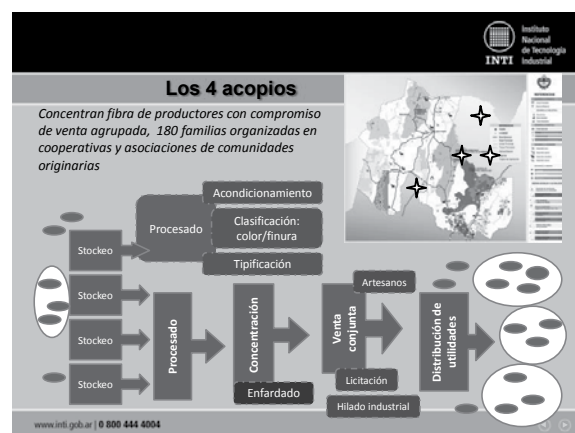 Instituto
Nacional
de Tecnología
Industrial
INTI
Los 4 acopios
Concentran fibra de productores con compromiso
de venta agrupada, 180 familias organizadas en
cooperativas y asociaciones de comunidades
originarias
Acondicionamiento
Procesado
Clasificación:
color/finura
Tipificación
Stockeo
Stockeo
Stockeo
Stockeo
Procesado
Concentración
Enfardado
Venta
conjunta
Artesanos
Licitación
Hilado industrial
Distribución de
utilidades
www.inti.gob.ar | 0 800 444 4004